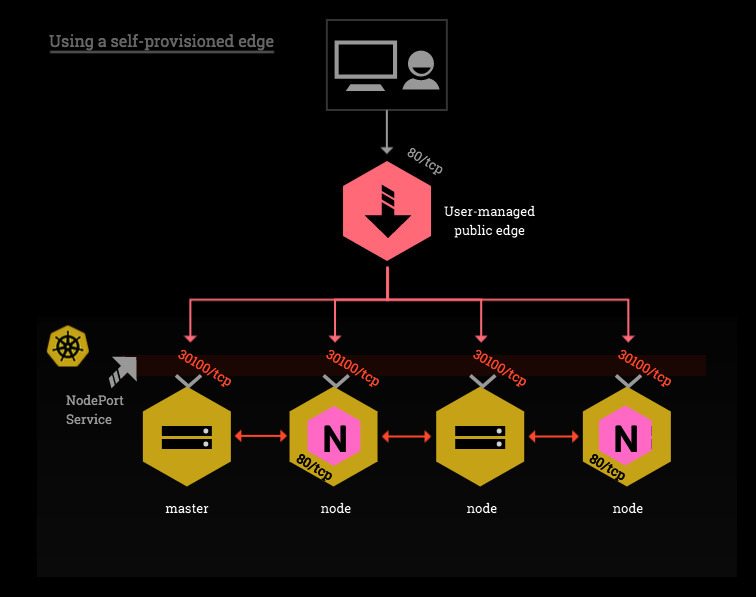 Using a self-provisioned edge
80/tcp
User-managed
public edge
30100/tcp
30100/tcp
30100/tcp
30100/tcp
NodePort
Service
N
N
80/tcp
80/tcp
master
node
node
node